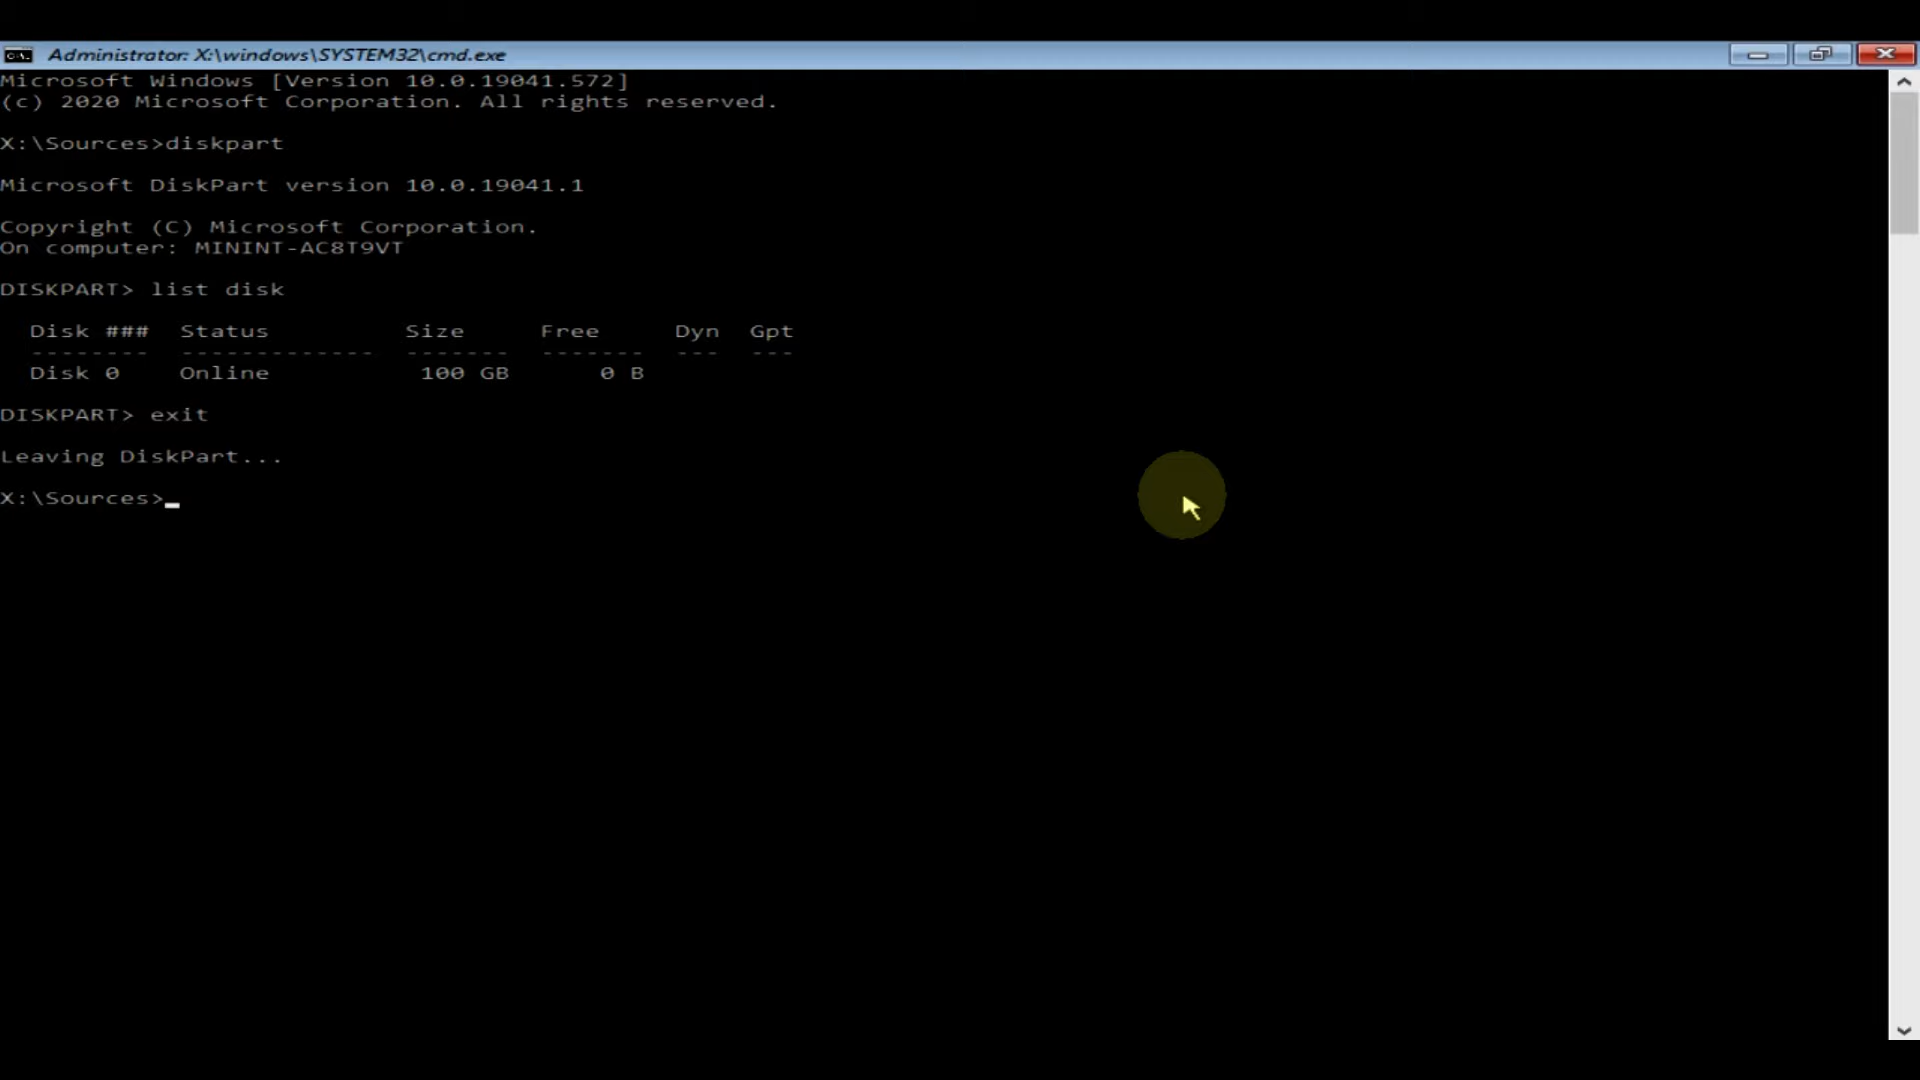 Administrator: X:\windows\SYSTEM32\cmd.exe
Microsoft Windows [Version 10.0.19041.572]
(c) 2020 Microsoft Corporation. All rights reserved.
X:\Sources>diskpart
Microsoft DiskPart version 10.0.19041.1
Copyright (C) Microsoft Corporation.
On computer: MININT-AC8T9VT
DISKPART> list disk
Disk ### Status Size Free Dyn Gpt
-------- ------------- ------- ------- --- ---
Disk 0 Online 100 GB 0 B
DISKPART> exit
Leaving DiskPart...
X:\Sources>_